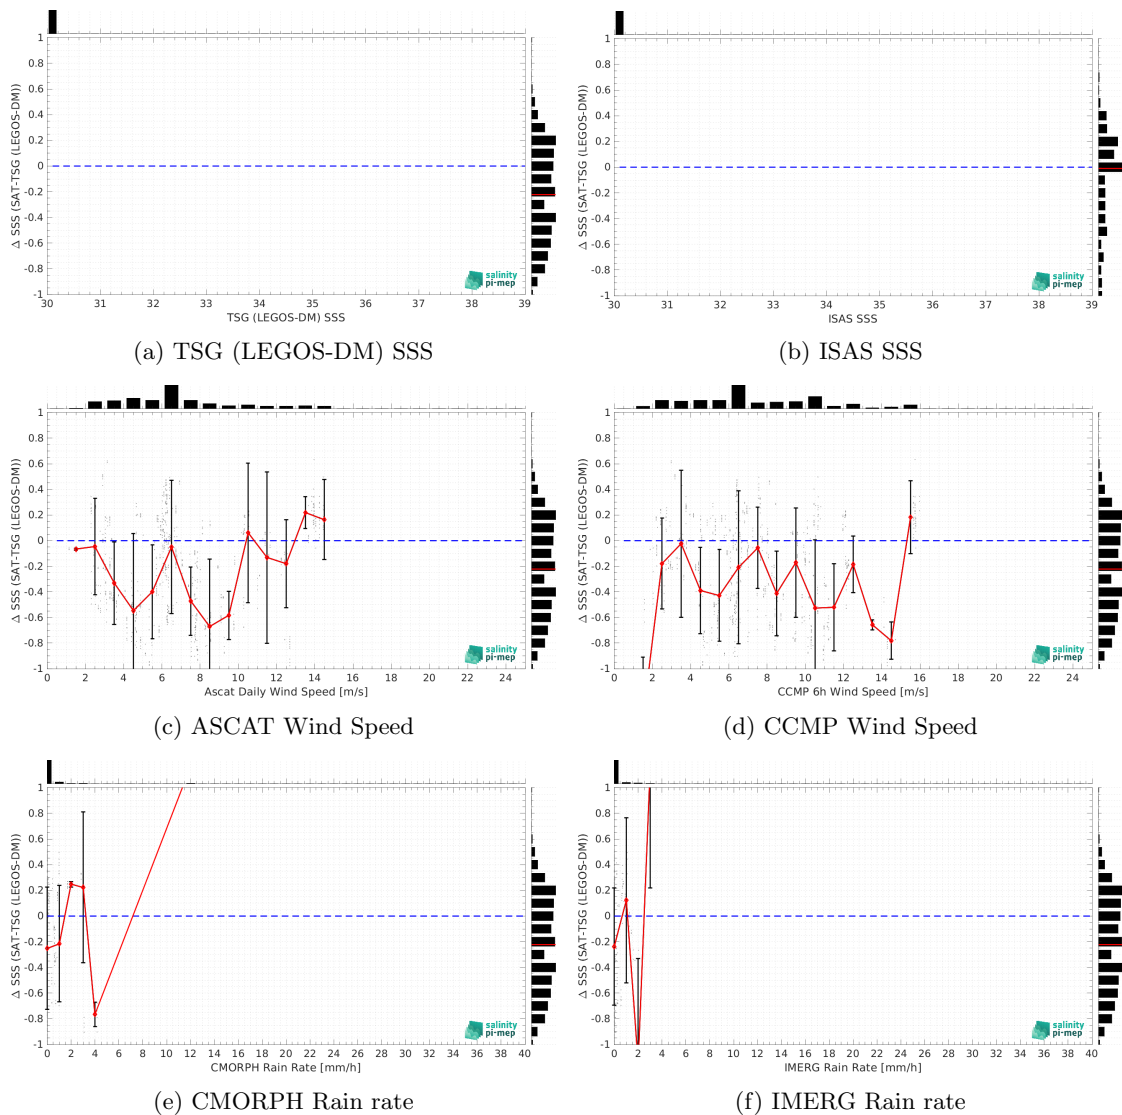 1
0.8
0.6
0.4
0.2
0
-0.2
-0.4
-0.6
-0.8
-1
Δ SSS (SAT-TSG (LEGOS-DM))
30 31 32 33 34 35 36 37 38 39
TSG (LEGOS-DM) SSS
salinity
pi-mep
(a) TSG (LEGOS-DM) SSS
1
0.8
0.6
0.4
0.2
0
-0.2
-0.4
-0.6
-0.8
-1
Δ SSS (SAT-TSG (LEGOS-DM))
30 31 32 33 34 35 36 37 38 39
ISAS SSS
salinity
pi-mep
(b) ISAS SSS
1
0.8
0.6
0.4
0.2
0
-0.2
-0.4
-0.6
-0.8
-1
Δ SSS (SAT-TSG (LEGOS-DM))
0 2 4 6 8 10 12 14 16 18 20 22 24
Ascat Daily Wind Speed [m/s]
salinity
pi-mep
(c) ASCAT Wind Speed
1
0.8
0.6
0.4
0.2
0
-0.2
-0.4
-0.6
-0.8
-1
Δ SSS (SAT-TSG (LEGOS-DM))
0 2 4 6 8 10 12 14 16 18 20 22 24
CCMP 6h Wind Speed [m/s]
salinity
pi-mep
(d) CCMP Wind Speed
1
0.8
0.6
0.4
0.2
0
-0.2
-0.4
-0.6
-0.8
-1
Δ SSS (SAT-TSG (LEGOS-DM))
0 2 4 6 8 10 12 14 16 18 20 22 24 26 28 30 32 34 36 38 40
CMORPH Rain Rate [mm/h]
salinity
pi-mep
(e) CMORPH Rain rate
1
0.8
0.6
0.4
0.2
0
-0.2
-0.4
-0.6
-0.8
-1
Δ SSS (SAT-TSG (LEGOS-DM))
0 2 4 6 8 10 12 14 16 18 20 22 24 26 28 30 32 34 36 38 40
IMERG Rain Rate [mm/h]
salinity
pi-mep
(f) IMERG Rain rate